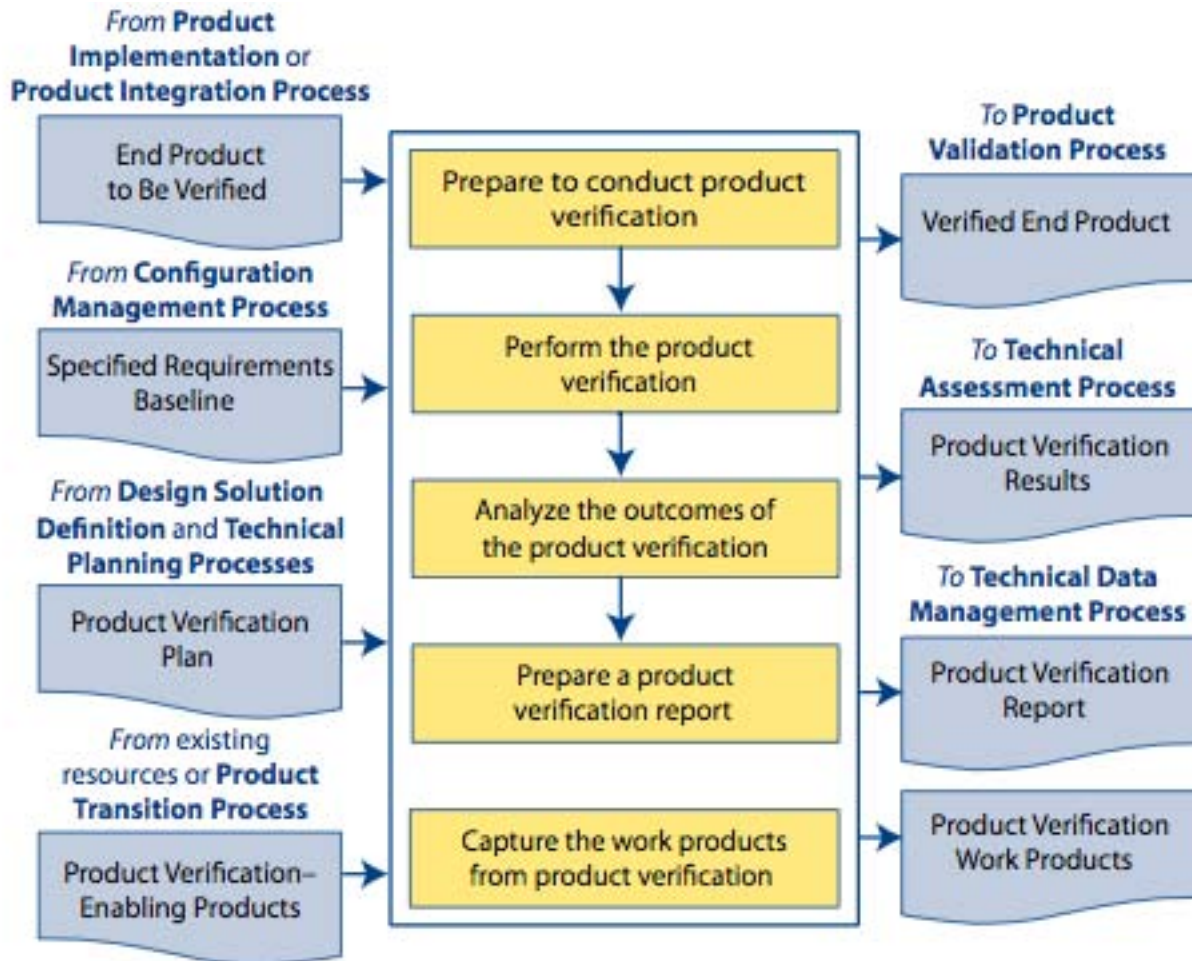 From Product
Implementation or
Product Integration Process
End Product
to Be Verified
From Configuration
Management Process
Specified Requirements
Baseline
From Design Solution
Definition and Technical
Planning Processes
Product Verification
Plan
From existing
resources or Product
Transition Process
Product Verification–
Enabling Products
Prepare to conduct product
verification
Perform the product
verification
Analyze the outcomes of
the product verification
Prepare a product
verification report
Capture the work products
from product verification
To Product
Validation Process
Verified End Product
To Technical
Assessment Process
Product Verification
Results
To Technical Data
Management Process
Product Verification
Report
Product Verification
Work Products